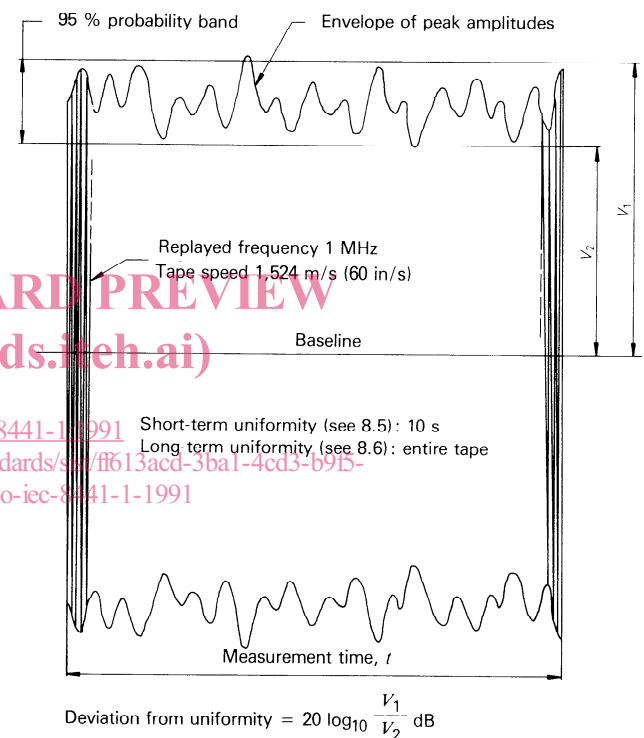 95 % probability band
Envelope of peak amplitudes
V1
V2
Replayed frequency 1 MHz
Tape speed 1,524 m/s (60 in/s)
ARD PREVIEW
Baseline
ds.iteh.ai)
8441-1:1991
Short-term uniformity (see 8.5): 10 s
Long term uniformity (see 8.6): entire tape
dards/sist/ff613acd-3ba1-4cd3-b9f5-
o-iec-8441-1-1991
Measurement time, t
Deviation from uniformity = 20 log10 V1/V2 dB